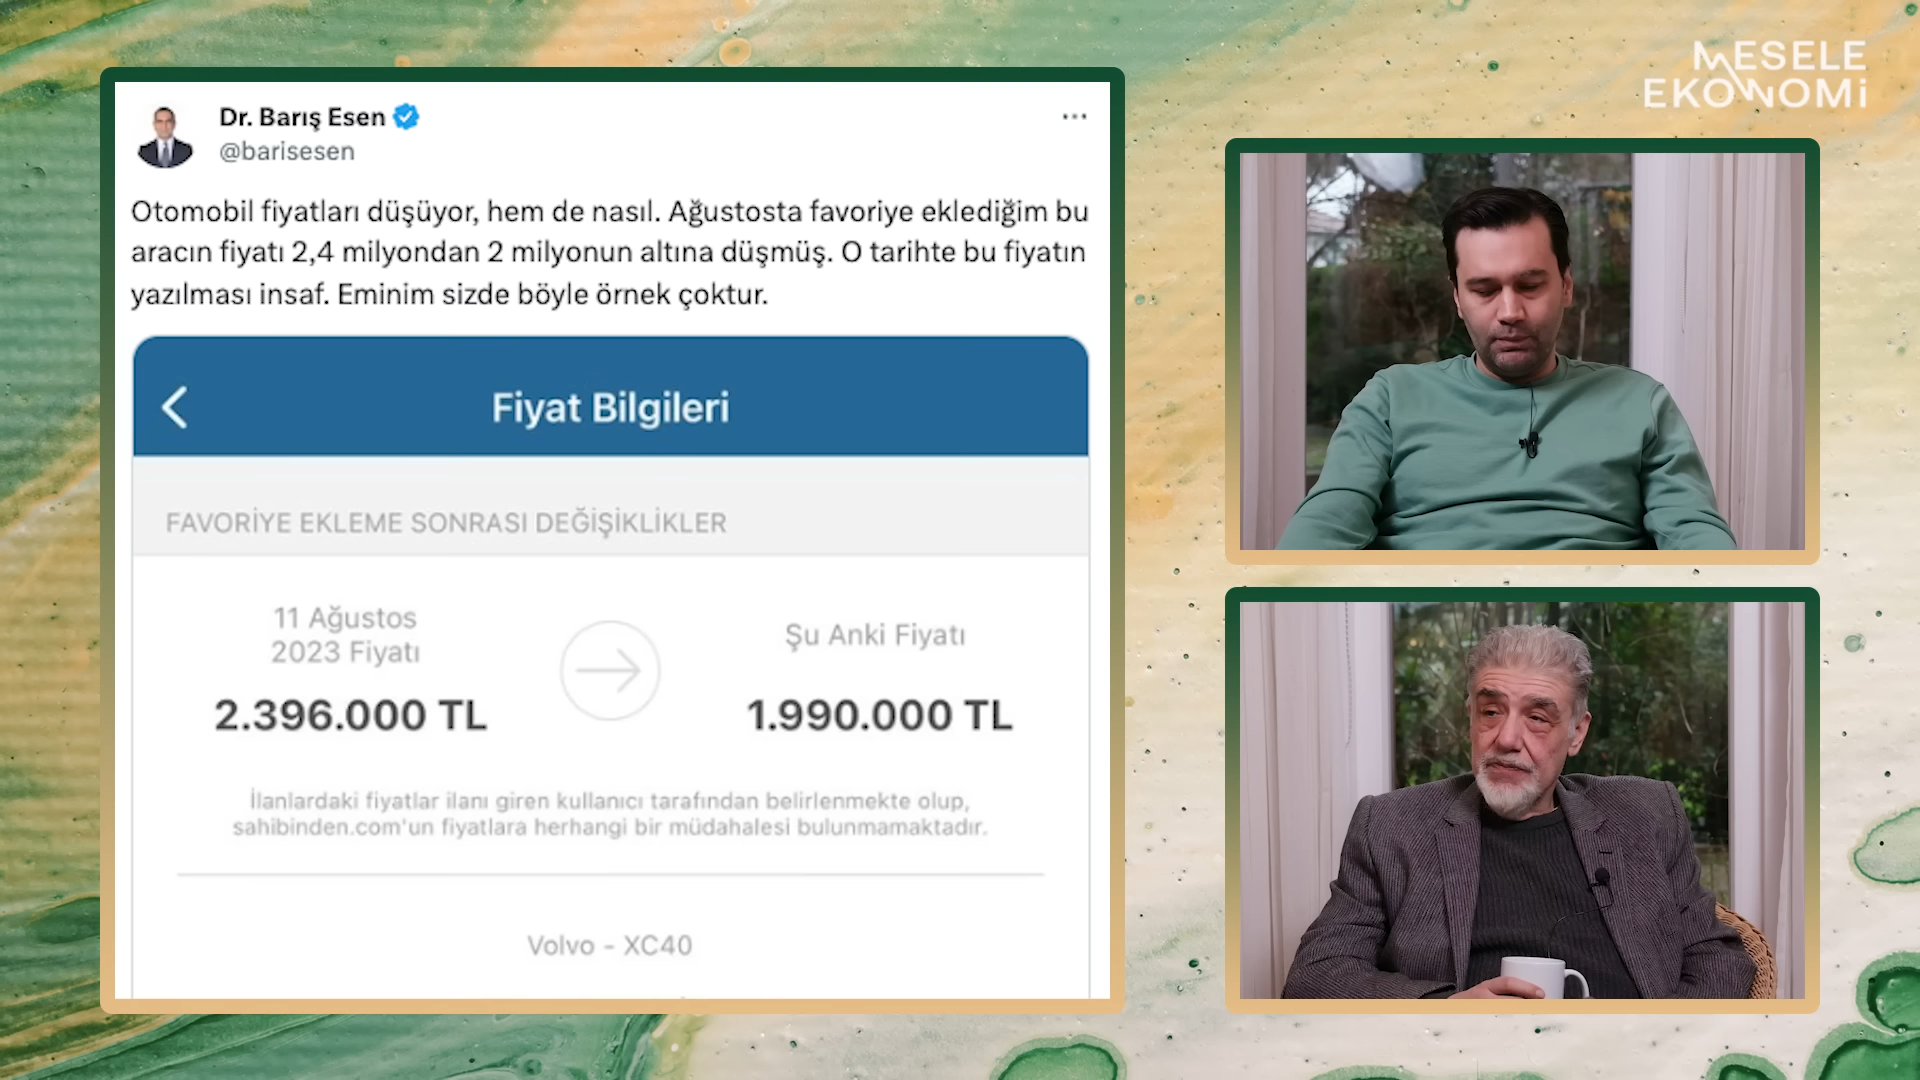 Dr. Barış Esen
@barisesen
Otomobil fiyatları düşüyor, hem de nasıl. Ağustosta favoriye eklediğim bu
aracın fiyatı 2,4 milyondan 2 milyonun altına düşmüş. O tarihte bu fiyatın
yazılması insaf. Eminim sizde böyle örnek çoktur.
Fiyat Bilgileri
FAVORİYE EKLEME SONRASI DEĞİŞİKLİKLER
11 Ağustos
2023 Fiyatı
2.396.000 TL
Şu Anki Fiyatı
1.990.000 TL
İlanlardaki fiyatlar ilanı giren kullanıcı tarafından belirlenmekte olup,
sahibinden.com'un fiyatlara herhangi bir müdahalesi bulunmamaktadır.
Volvo - XC40
MESELE
EKONOMİ